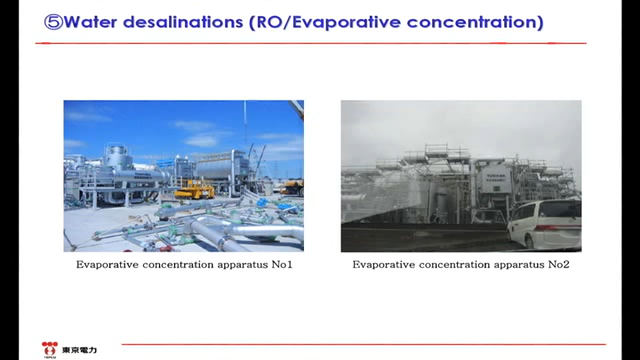 ⑤Water desalinations (RO/Evaporative concentration)
Evaporative concentration apparatus No1
Evaporative concentration apparatus No2
東京電力